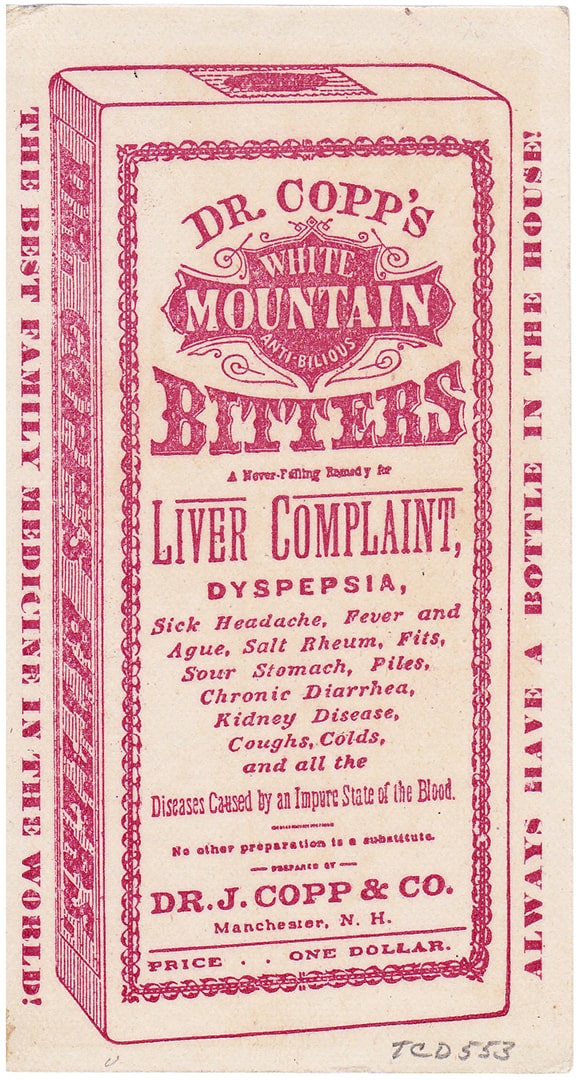 THE BEST FAMILY MEDICINE IN THE WORLD!
DR. COPP'S BITTERS
DR. COPP'S
WHITE
MOUNTAIN
ANTI-BILIOUS
BITTERS
A Never-Failing Remedy for
LIVER COMPLAINT,
DYSPEPSIA,
Sick Headache, Fever and
Ague, Salt Rheum, Fits,
Sour Stomach, Piles,
Chronic Diarrhea,
Kidney Disease,
Coughs, Colds,
and all the
Diseases Caused by an Impure State of the Blood.
No other preparation is a substitute.
PREPARED BY
DR. J. COPP & CO.
Manchester, N. H.
PRICE . . ONE DOLLAR.
ALWAYS HAVE A BOTTLE IN THE HOUSE!
TCD553